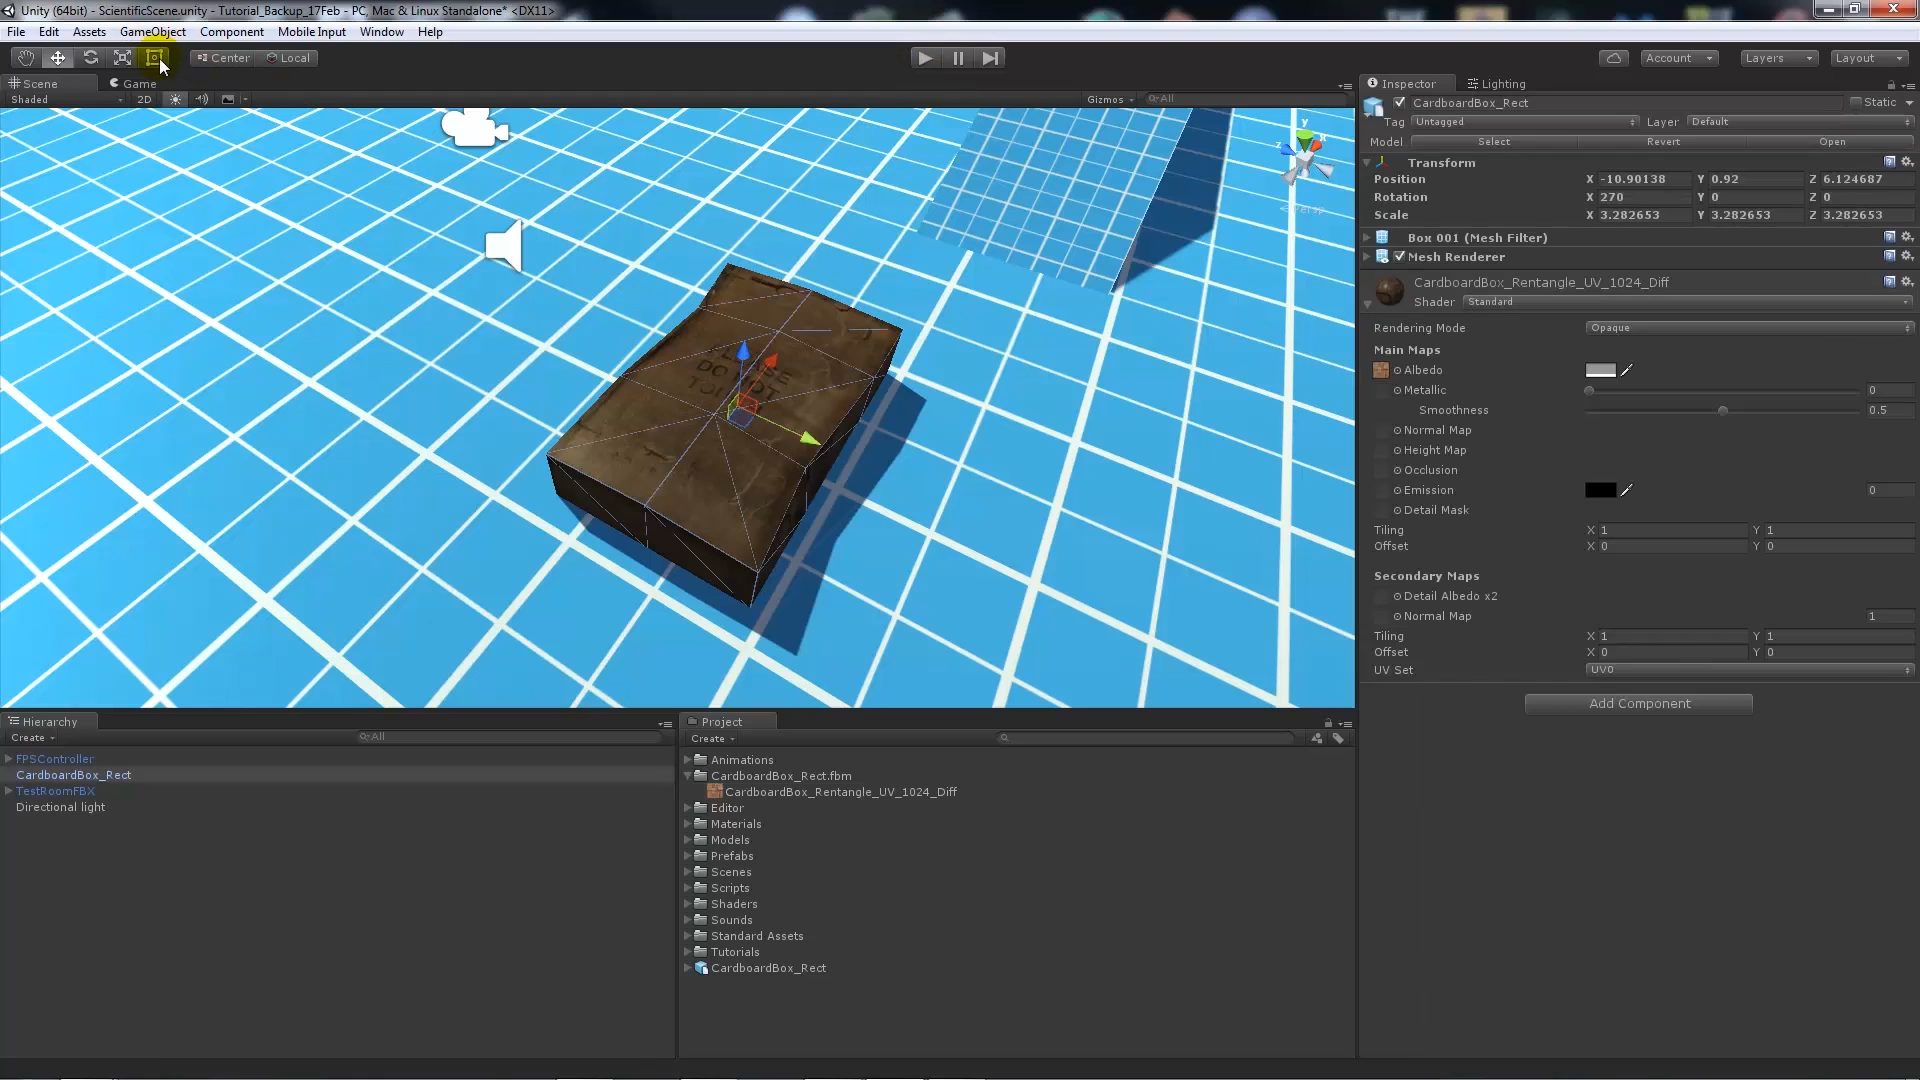 Unity (64bit) - ScientificScene.unity - Tutorial_Backup_17Feb - PC, Mac & Linux Standalone* <DX11>
File Edit Assets GameObject Component Mobile Input Window Help
Center Local Account Layers Layout
Scene Game
Shaded 2D Gizmos All
y
x
z
Persp
DO NOT
Inspector Lighting
CardboardBox_Rect Static
Tag Untagged Layer Default
Model Select Revert Open
Transform
Position X -10.90138 Y 0.92 Z 6.124687
Rotation X 270 Y 0 Z 0
Scale X 3.282653 Y 3.282653 Z 3.282653
Box 001 (Mesh Filter)
Mesh Renderer
CardboardBox_Rentangle_UV_1024_Diff
Shader Standard
Rendering Mode Opaque
Main Maps
Albedo
Metallic 0
Smoothness 0.5
Normal Map
Height Map
Occlusion
Emission 0
Detail Mask
Tiling X 1 Y 1
Offset X 0 Y 0
Secondary Maps
Detail Albedo x2
Normal Map 1
Tiling X 1 Y 1
Offset X 0 Y 0
UV Set UV0
Add Component
Hierarchy
Create All
FPSController
CardboardBox_Rect
TestRoomFBX
Directional light
Project
Create
Animations
CardboardBox_Rect.fbm
CardboardBox_Rentangle_UV_1024_Diff
Editor
Materials
Models
Prefabs
Scenes
Scripts
Shaders
Sounds
Standard Assets
Tutorials
CardboardBox_Rect